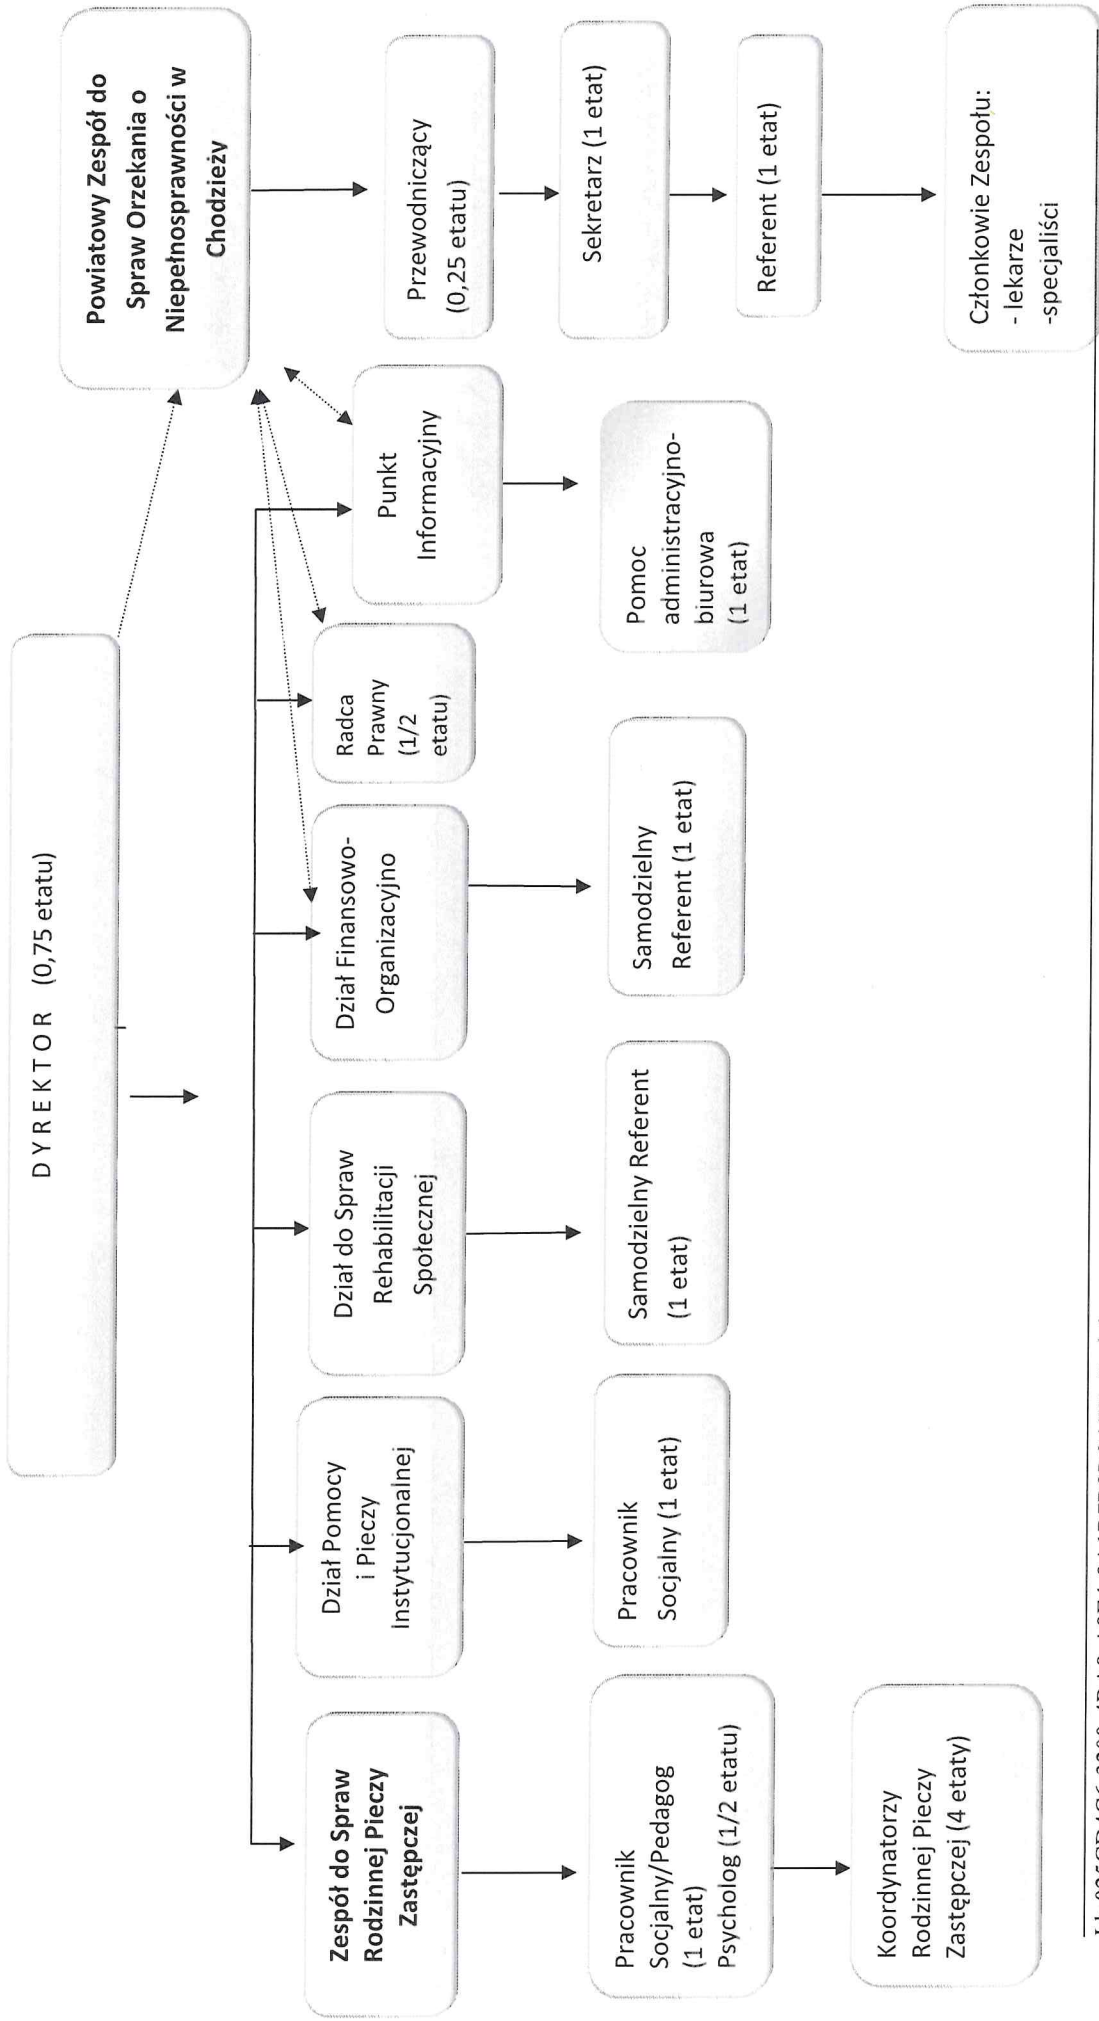 DYREKTOR (0,75 etatu)
Powiatowy Zespół do
Spraw Orzekania o
Niepełnosprawności w
Chodzieży
Zespół do Spraw
Rodzinnej Pieczy
Zastępczej
Dział Pomocy
i Pieczy
Instytucjonalnej
Dział do Spraw
Rehabilitacji
Społecznej
Dział Finansowo-
Organizacyjno
Radca
Prawny
(1/2
etatu)
Punkt
Informacyjny
Przewodniczący
(0,25 etatu)
Sekretarz (1 etat)
Referent (1 etat)
Członkowie Zespołu:
- lekarze
-specjaliści
Pracownik
Socjalny/Pedagog
(1 etat)
Psycholog (1/2 etatu)
Koordynatorzy
Rodzinnej Pieczy
Zastępczej (4 etaty)
Pracownik
Socjalny (1 etat)
Samodzielny Referent
(1 etat)
Samodzielny
Referent (1 etat)
Pomoc
administracyjno-
biurowa
(1 etat)